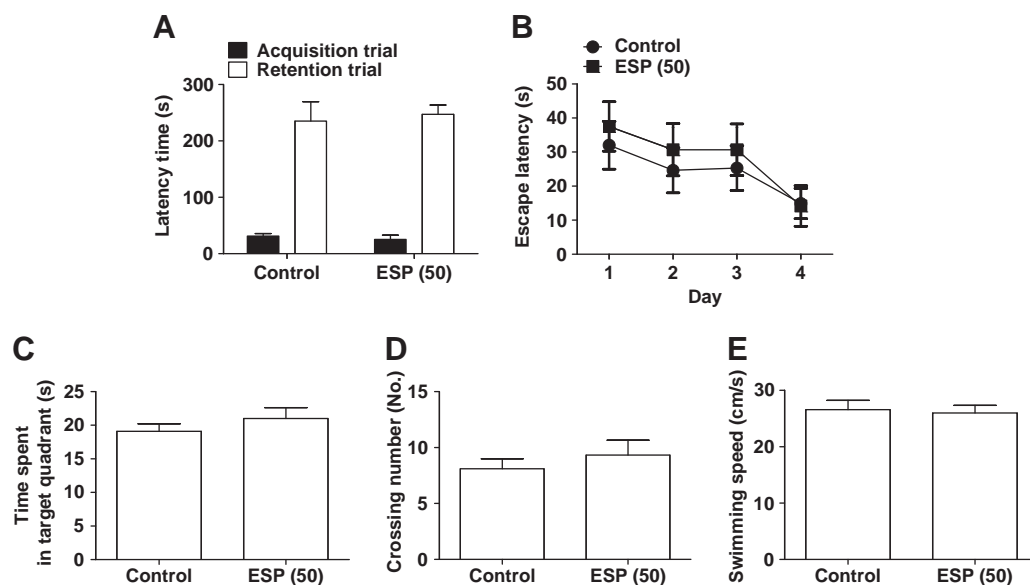 A
Acquisition trial
Retention trial
Latency time (s)
300
200
100
0
Control ESP (50)
B
Control
ESP (50)
Escape latency (s)
50
40
30
20
10
0
1 2 3 4
Day
C
Time spent
in target quadrant (s)
25
20
15
10
5
0
Control ESP (50)
D
Crossing number (No.)
15
10
5
0
Control ESP (50)
E
Swimming speed (cm/s)
30
20
10
0
Control ESP (50)